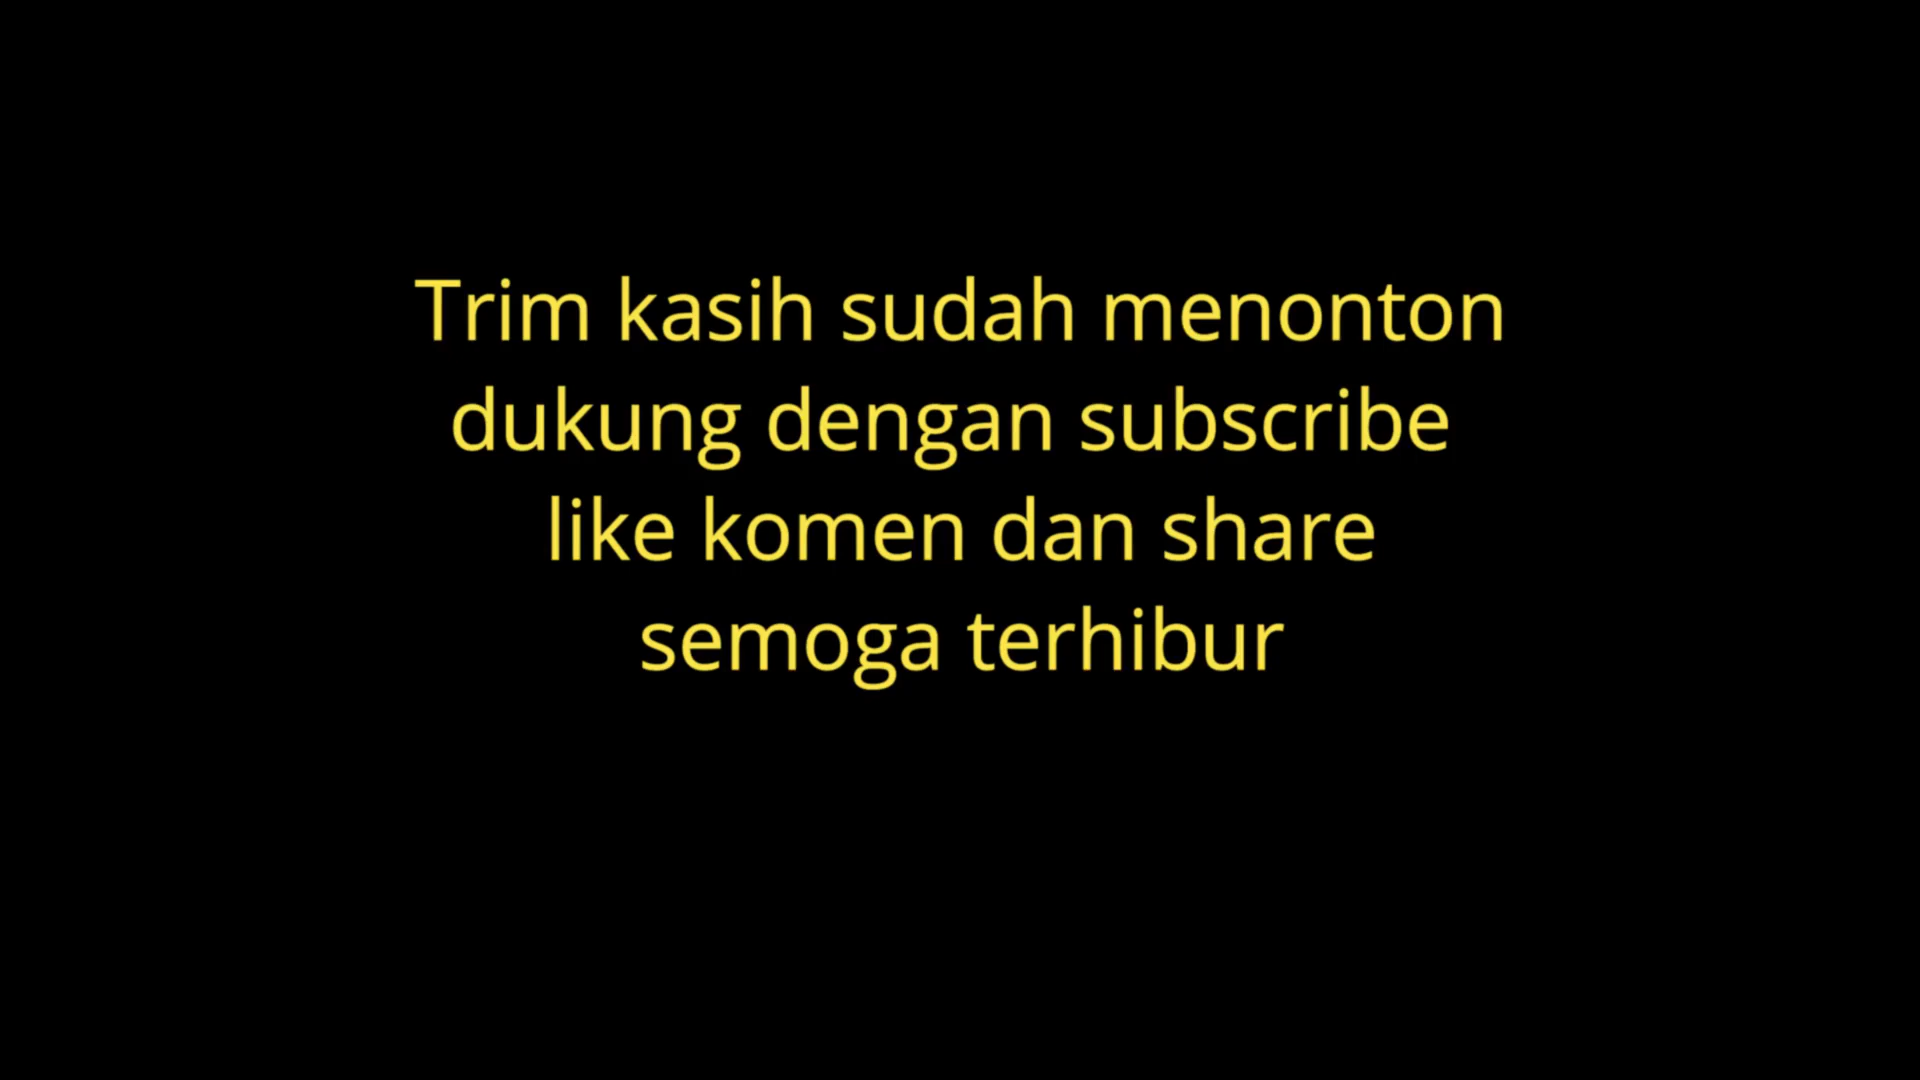 Trim kasih sudah menonton
dukung dengan subscribe
like komen dan share
semoga terhibur